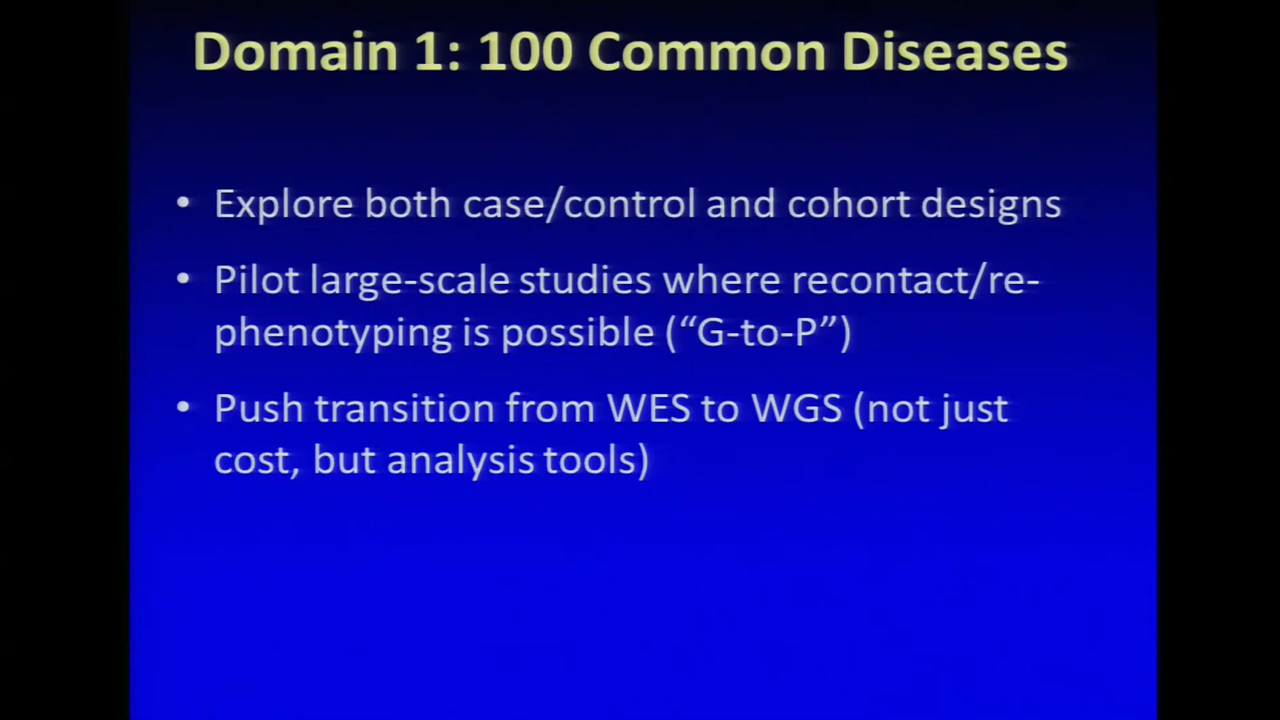 Domain 1: 100 Common Diseases
• Explore both case/control and cohort designs
• Pilot large-scale studies where recontact/re-
phenotyping is possible (“G-to-P”)
• Push transition from WES to WGS (not just
cost, but analysis tools)